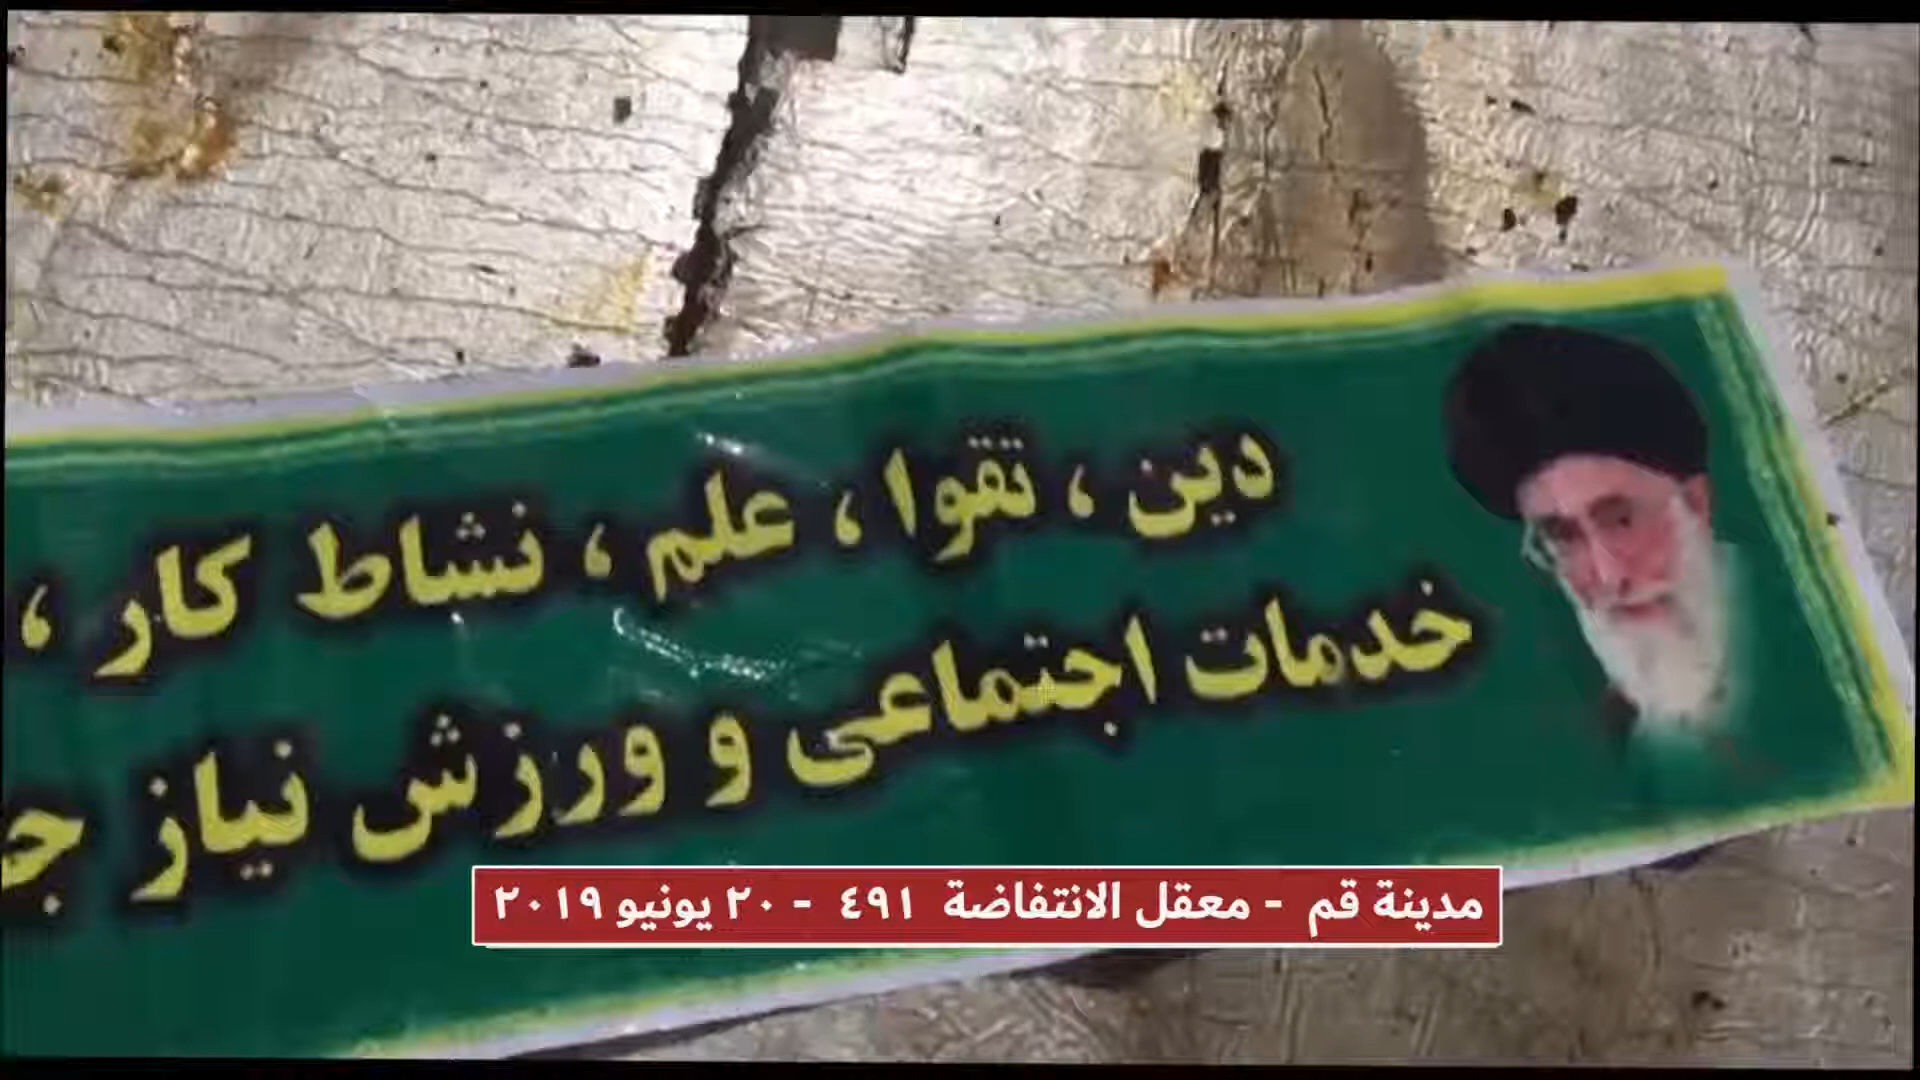 دین ، تقوا ، علم ، نشاط کار ،
خدمات اجتماعی و ورزش نیاز
مدينة قم - معقل الانتفاضة ٤٩١ - ٢٠ يونيو ٢٠١٩